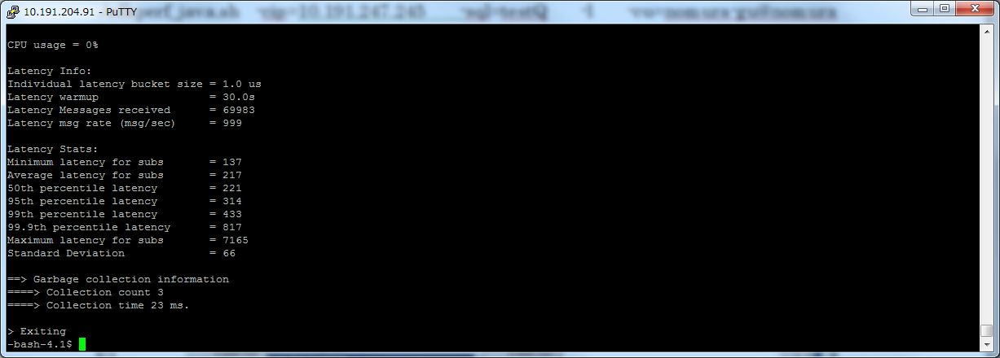 10.191.204.91 - PuTTY
CPU usage = 0%
Latency Info:
Individual latency bucket size = 1.0 us
Latency warmup = 30.0s
Latency Messages received = 69983
Latency msg rate (msg/sec) = 999
Latency Stats:
Minimum latency for subs = 137
Average latency for subs = 217
50th percentile latency = 221
95th percentile latency = 314
99th percentile latency = 433
99.9th percentile latency = 817
Maximum latency for subs = 7165
Standard Deviation = 66
==> Garbage collection information
====> Collection count 3
====> Collection time 23 ms.
> Exiting
-bash-4.1$